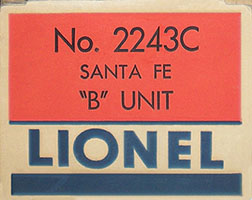 No. 2243C
SANTA FE
"B" UNIT
LIONEL